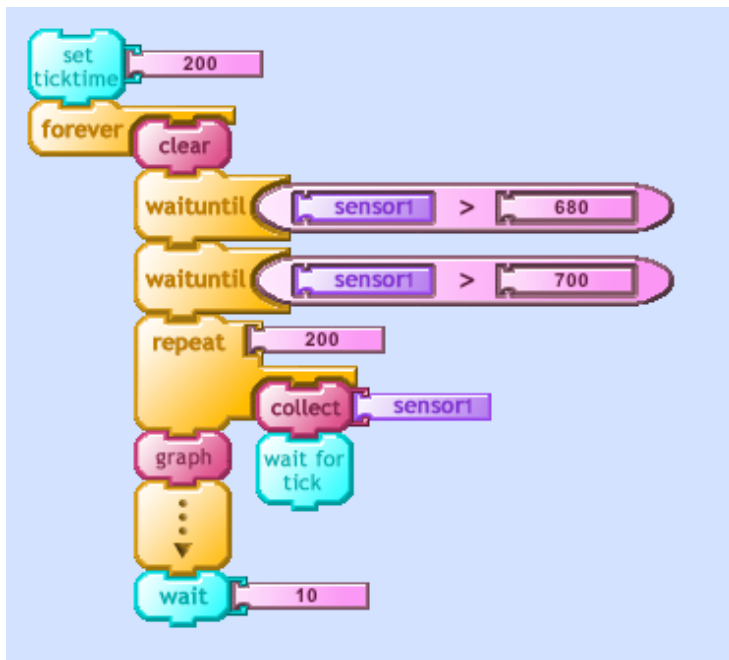 set
ticktime 200
forever
clear
waituntil sensor1 > 680
waituntil sensor1 > 700
repeat 200
collect sensor1
graph
wait for
tick
wait 10